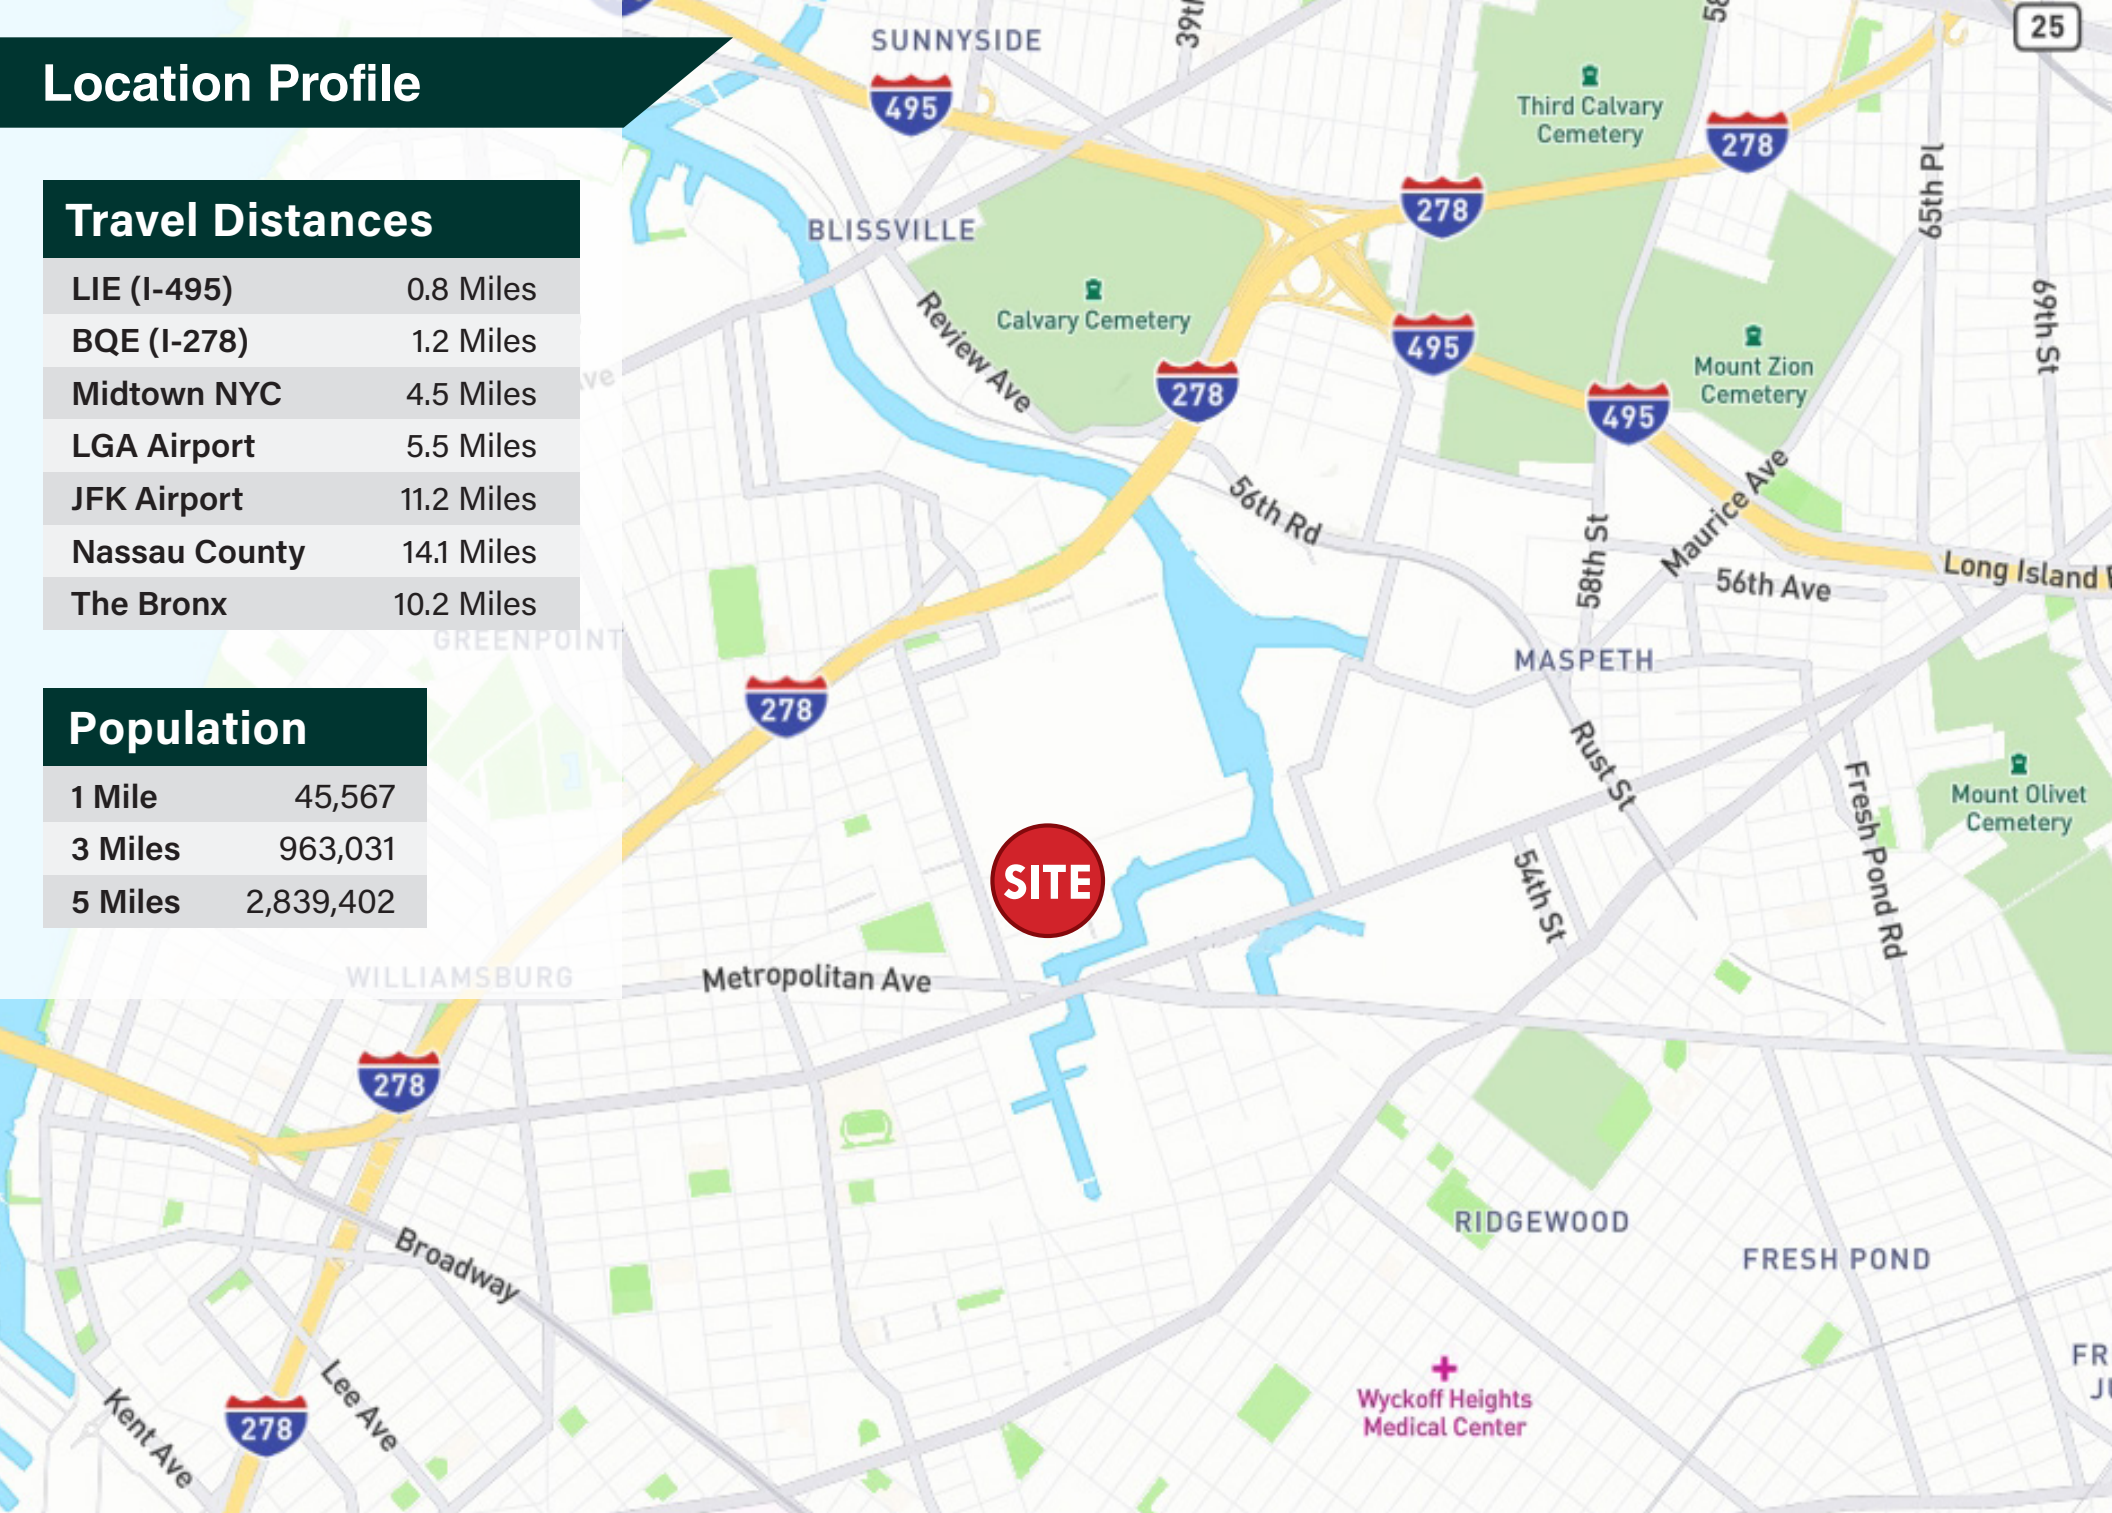 Location Profile
Travel Distances
LIE (I-495) 0.8 Miles
BQE (I-278) 1.2 Miles
Midtown NYC 4.5 Miles
LGA Airport 5.5 Miles
JFK Airport 11.2 Miles
Nassau County 14.1 Miles
The Bronx 10.2 Miles
Population
1 Mile 45,567
3 Miles 963,031
5 Miles 2,839,402
SUNNYSIDE
39th
58
25
495
Third Calvary
Cemetery
278
278
65th Pl
BLISSVILLE
Calvary Cemetery
Review Ave
495
69th St
Mount Zion
Cemetery
278
495
ve
56th Rd
Maurice Ave
58th St
56th Ave
Long Island
GREENPOINT
MASPETH
278
Rust St
Fresh Pond Rd
Mount Olivet
Cemetery
SITE
54th St
WILLIAMSBURG
Metropolitan Ave
278
RIDGEWOOD
FRESH POND
Broadway
FR
JU
Lee Ave
Kent Ave
278
Wyckoff Heights
Medical Center